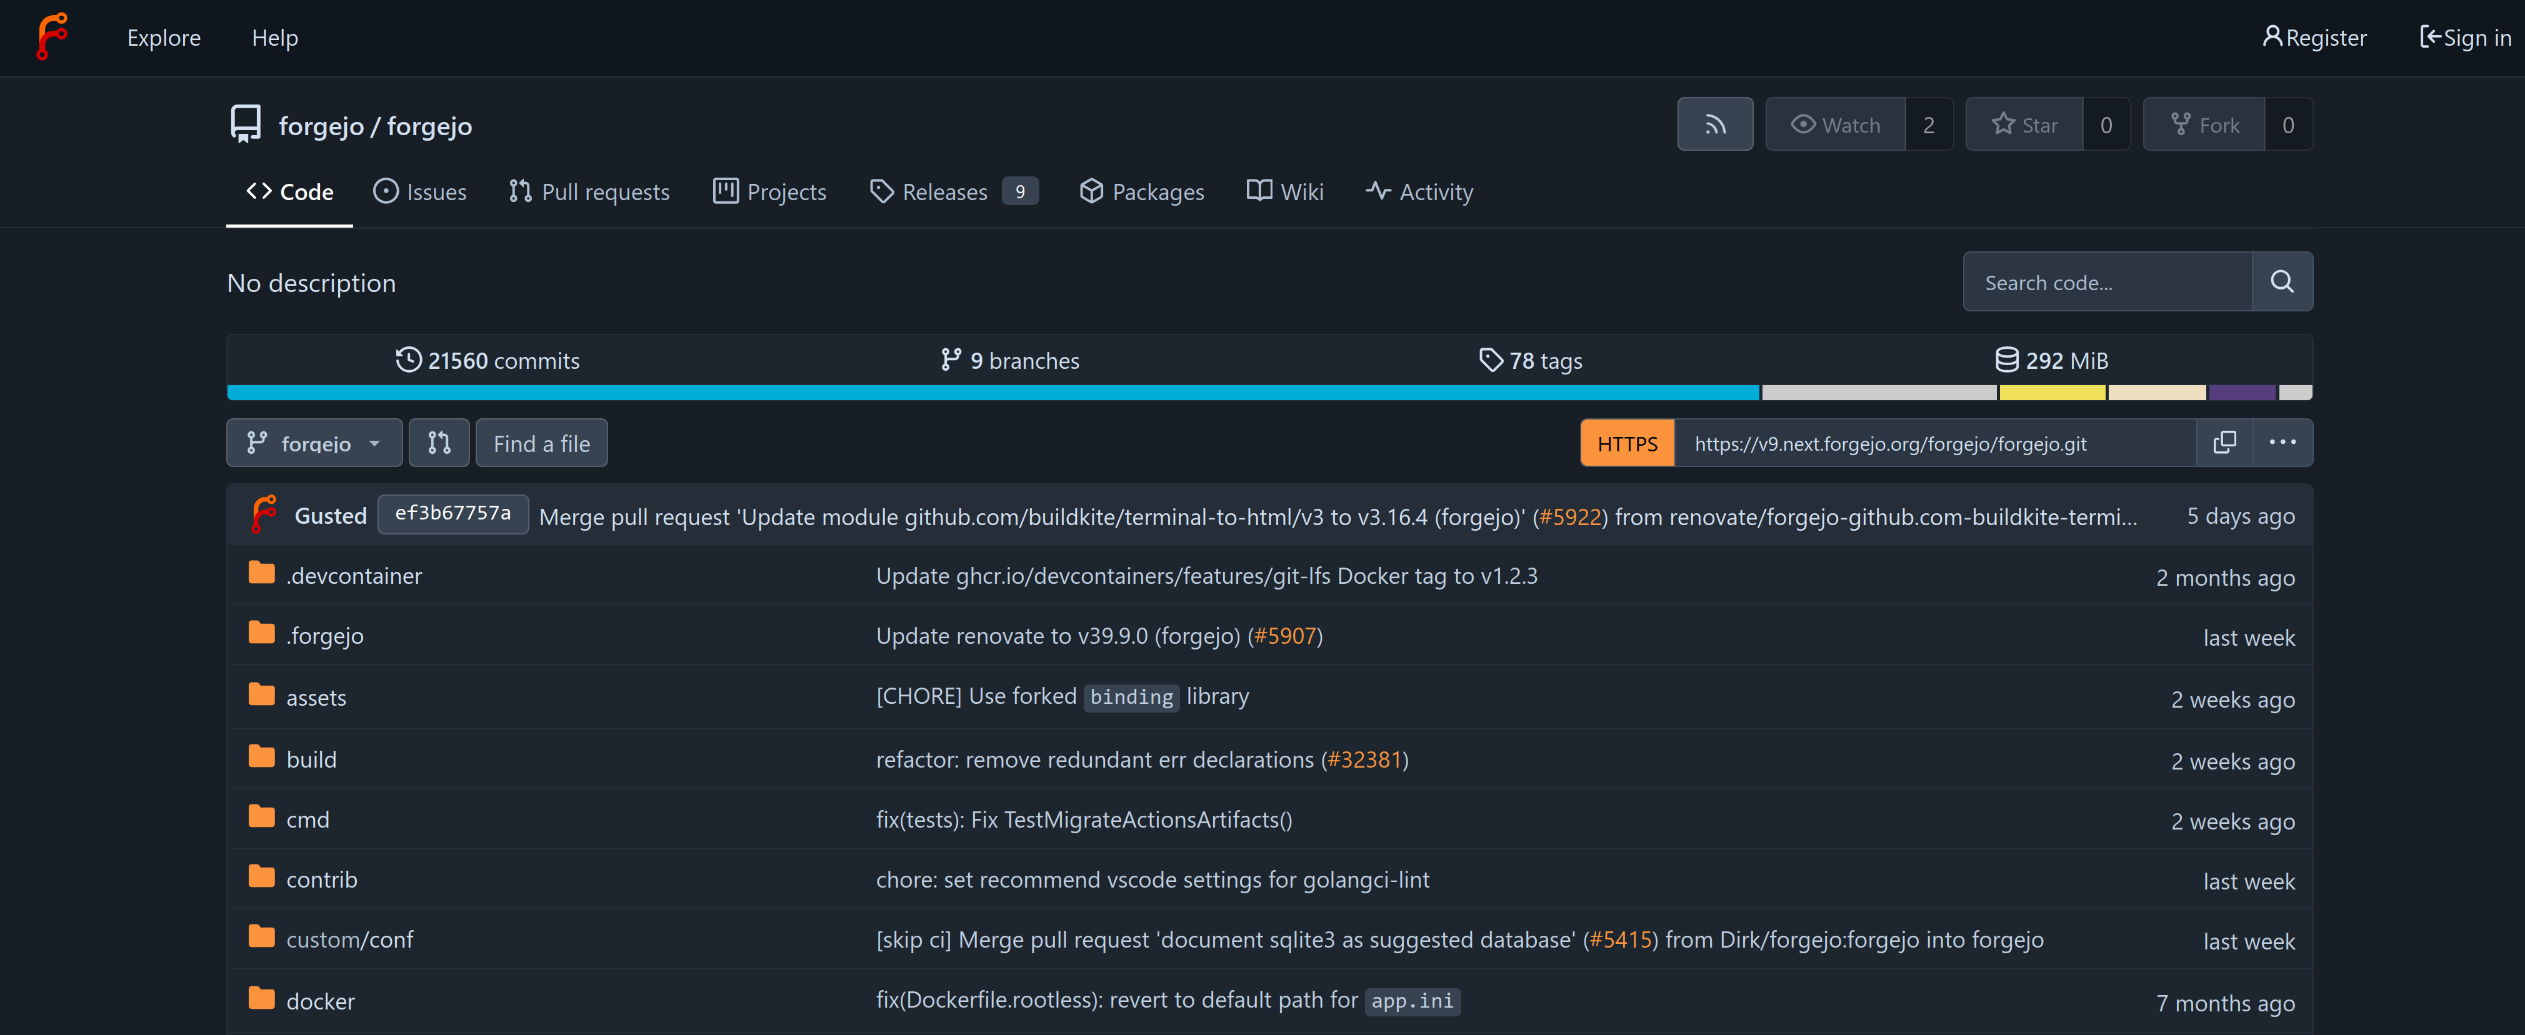 Explore Help Register Sign in
forgejo / forgejo Watch 2 Star 0 Fork 0
Code Issues Pull requests Projects Releases 9 Packages Wiki Activity
No description Search code...
21560 commits 9 branches 78 tags 292 MiB
forgejo Find a file HTTPS https://v9.next.forgejo.org/forgejo/forgejo.git
Gusted ef3b67757a Merge pull request 'Update module github.com/buildkite/terminal-to-html/v3 to v3.16.4 (forgejo)' (#5922) from renovate/forgejo-github.com-buildkite-termi... 5 days ago
.devcontainer Update ghcr.io/devcontainers/features/git-lfs Docker tag to v1.2.3 2 months ago
.forgejo Update renovate to v39.9.0 (forgejo) (#5907) last week
assets [CHORE] Use forked binding library 2 weeks ago
build refactor: remove redundant err declarations (#32381) 2 weeks ago
cmd fix(tests): Fix TestMigrateActionsArtifacts() 2 weeks ago
contrib chore: set recommend vscode settings for golangci-lint last week
custom/conf [skip ci] Merge pull request 'document sqlite3 as suggested database' (#5415) from Dirk/forgejo:forgejo into forgejo last week
docker fix(Dockerfile.rootless): revert to default path for app.ini 7 months ago